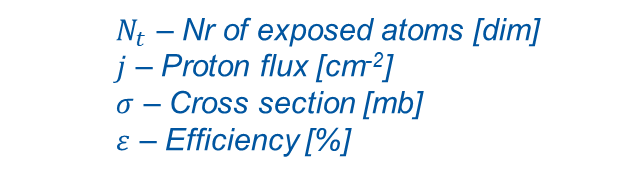 N_t – Nr of exposed atoms [dim]
j – Proton flux [cm⁻²]
σ – Cross section [mb]
ε – Efficiency [%]